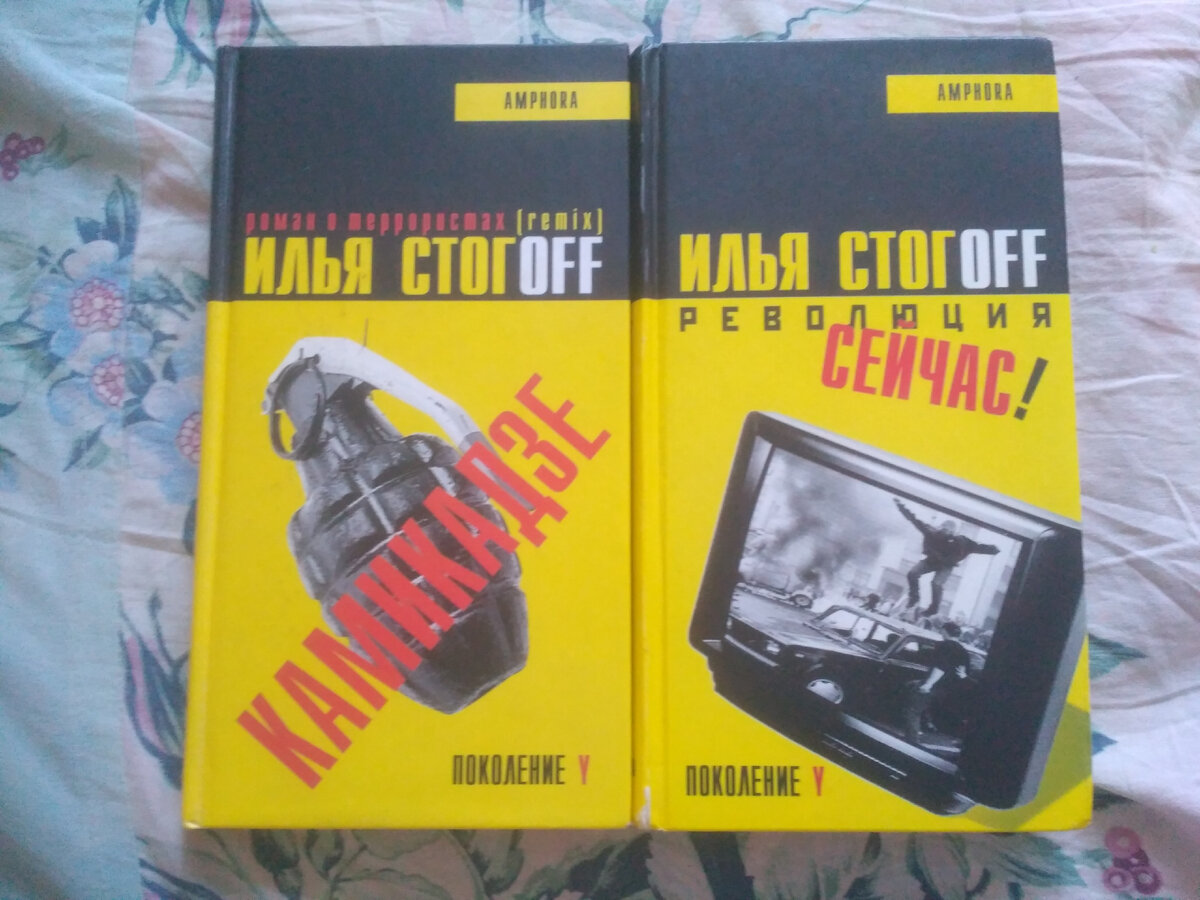 AMPHORA
роман о террористах (remix)
ИЛЬЯ СТОГOFF
КАМИКАДЗЕ
ПОКОЛЕНИЕ Y
AMPHORA
ИЛЬЯ СТОГOFF
РЕВОЛЮЦИЯ
СЕЙЧАС!
ПОКОЛЕНИЕ Y